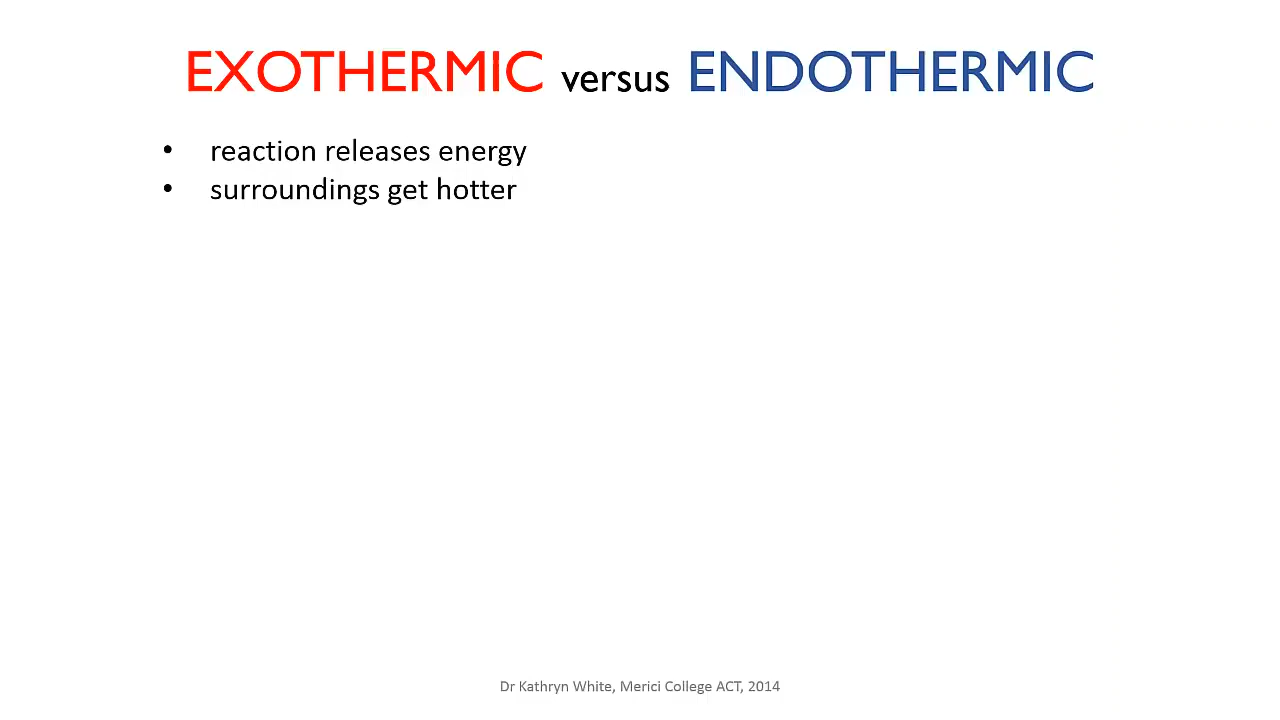 EXOTHERMIC versus ENDOTHERMIC
• reaction releases energy
• surroundings get hotter
Dr Kathryn White, Merici College ACT, 2014